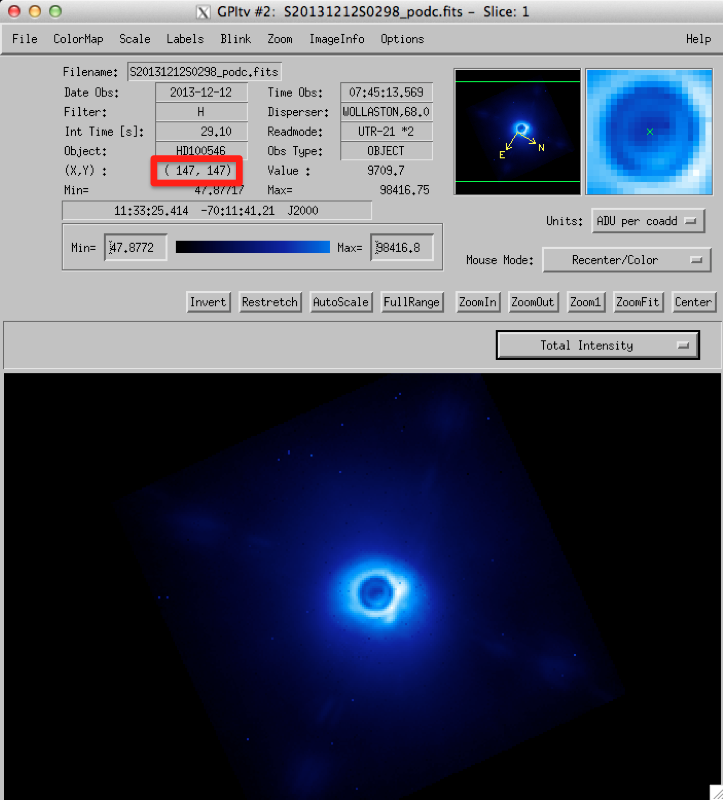 GPItv #2: S20131212S0298_podc.fits - Slice: 1
File ColorMap Scale Labels Blink Zoom ImageInfo Options Help
Filename: S20131212S0298_podc.fits
Date Obs: 2013-12-12 Time Obs: 07:45:13.569
Filter: H Disperser: WOLLASTON,68.0
Int Time [s]: 29.10 Readmode: UTR-21 *2
Object: HD100546 Obs Type: OBJECT
(X,Y) : ( 147, 147) Value : 9709.7
Min= 47.87717 Max= 98416.75
11:33:25.414 -70:11:41.21 J2000
E N
Units: ADU per coadd
Min= 47.8772 Max= 98416.8
Mouse Mode: Recenter/Color
Invert Restretch AutoScale FullRange ZoomIn ZoomOut Zoom1 ZoomFit Center
Total Intensity